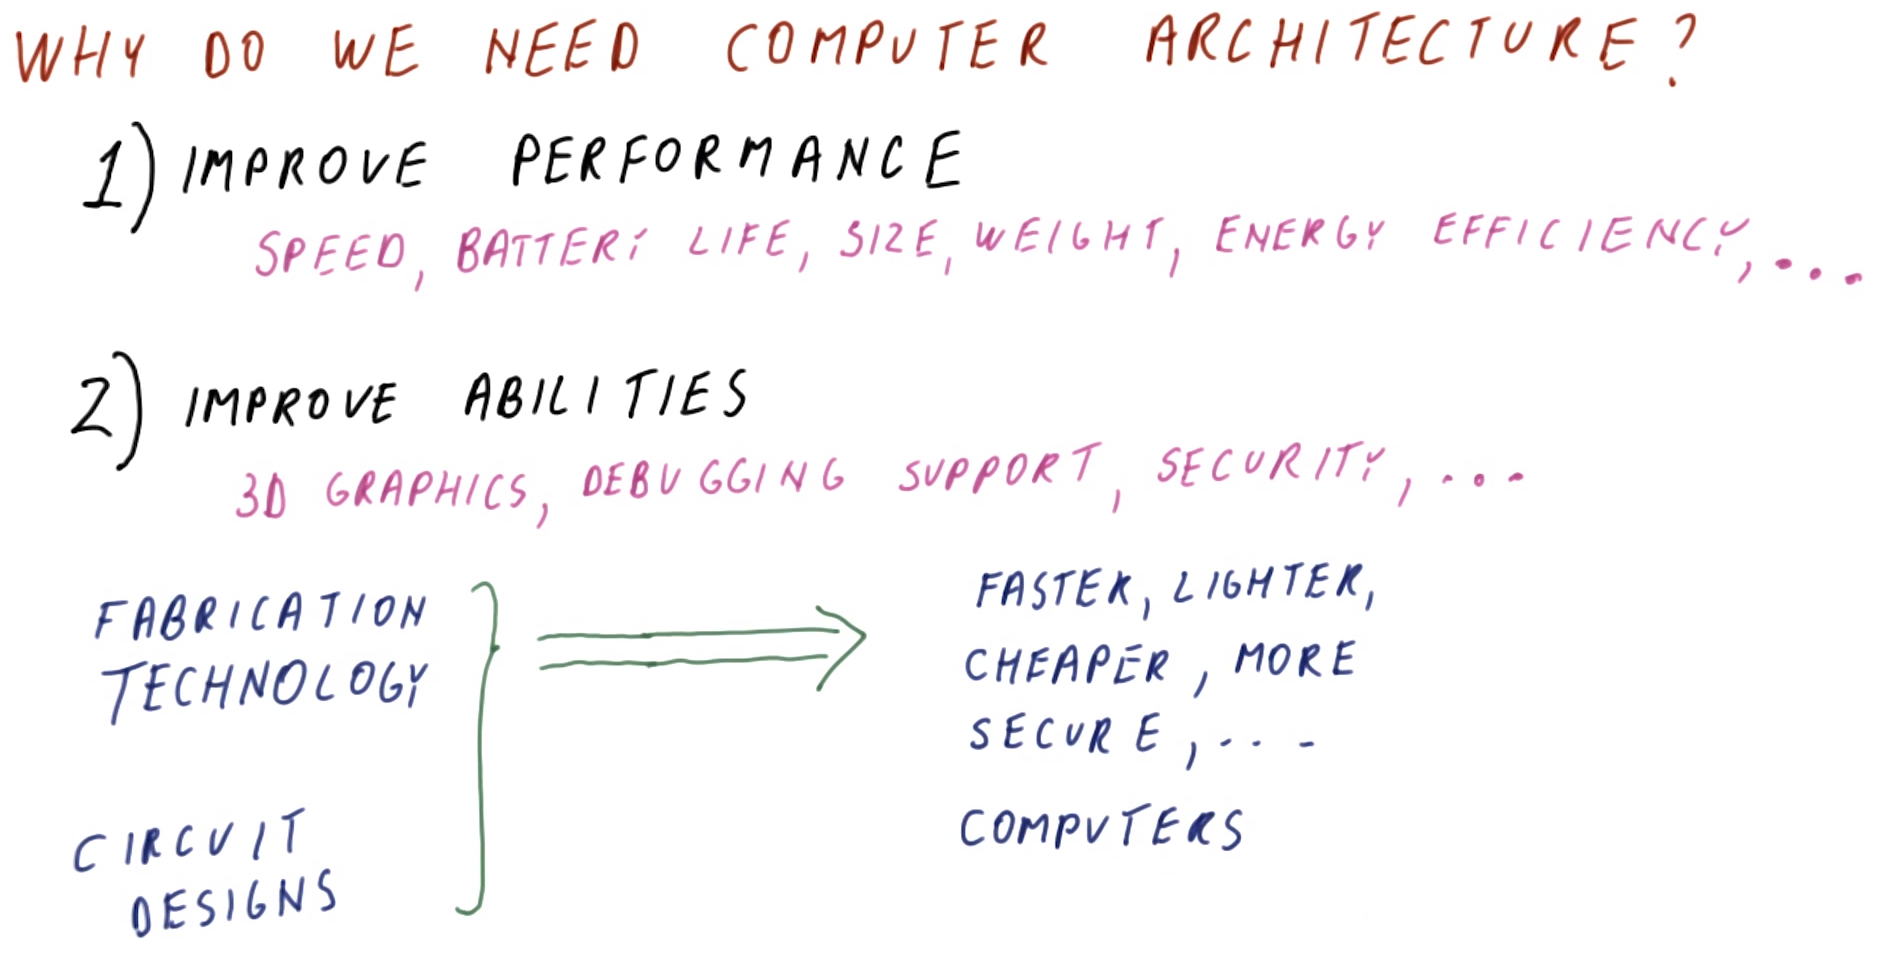 WHY DO WE NEED COMPUTER ARCHITECTURE?
1) IMPROVE PERFORMANCE
SPEED, BATTERY LIFE, SIZE, WEIGHT, ENERGY EFFICIENCY, ...
2) IMPROVE ABILITIES
3D GRAPHICS, DEBUGGING SUPPORT, SECURITY, ...
FABRICATION
TECHNOLOGY
CIRCUIT
DESIGNS
FASTER, LIGHTER,
CHEAPER, MORE
SECURE, ...
COMPUTERS